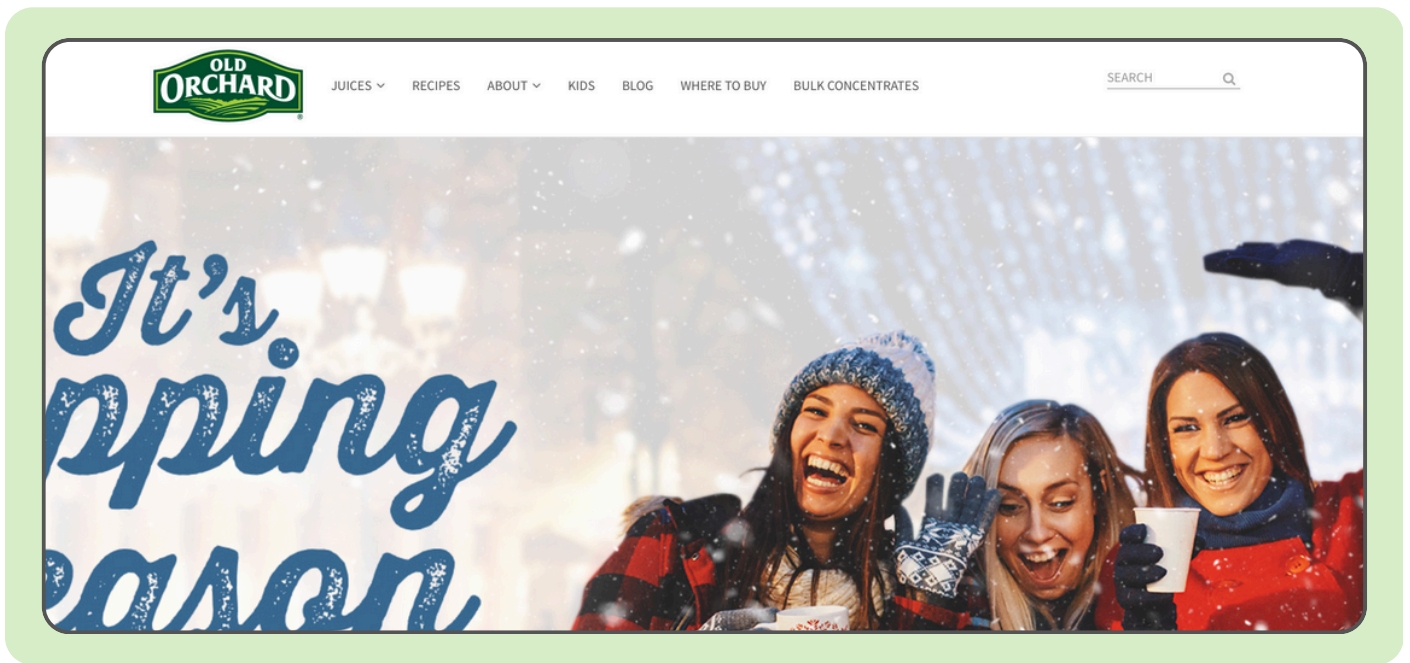 OLD
ORCHARD
®
JUICES RECIPES ABOUT KIDS BLOG WHERE TO BUY BULK CONCENTRATES
SEARCH
It's
pping
eason